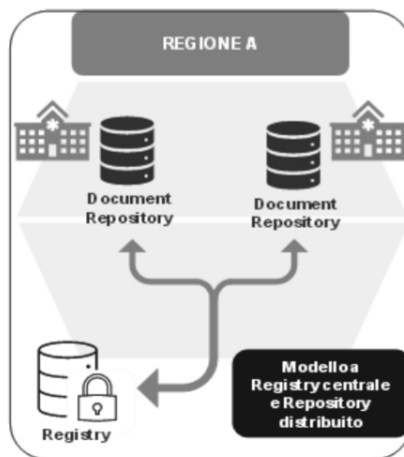 REGIONE A
Document
Repository
Document
Repository
Registry
Modello a
Registry centrale
e Repository
distribuito